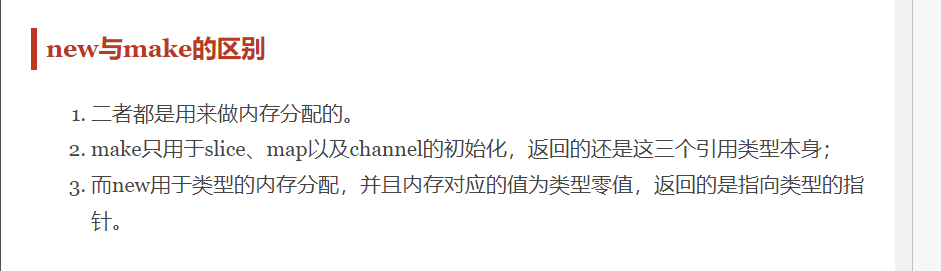 new与make的区别
1. 二者都是用来做内存分配的。
2. make只用于slice、map以及channel的初始化，返回的还是这三个引用类型本身；
3. 而new用于类型的内存分配，并且内存对应的值为类型零值，返回的是指向类型的指
针。